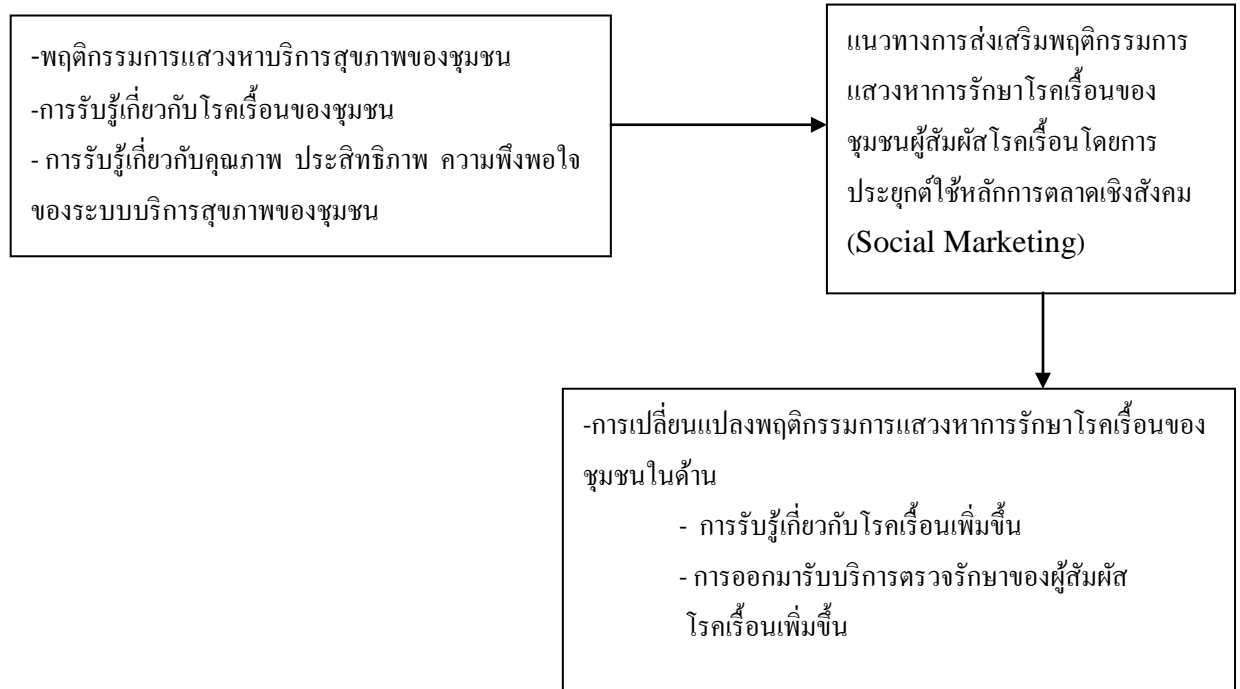 -พฤติกรรมการแสวงหาบริการสุขภาพของชุมชน
-การรับรู้เกี่ยวกับโรคเรื้อนของชุมชน
- การรับรู้เกี่ยวกับคุณภาพ ประสิทธิภาพ ความพึงพอใจ
ของระบบบริการสุขภาพของชุมชน
แนวทางการส่งเสริมพฤติกรรมการ
แสวงหาการรักษาโรคเรื้อนของ
ชุมชนผู้สัมผัสโรคเรื้อนโดยการ
ประยุกต์ใช้หลักการตลาดเชิงสังคม
(Social Marketing)
-การเปลี่ยนแปลงพฤติกรรมการแสวงหาการรักษาโรคเรื้อนของ
ชุมชนในด้าน
- การรับรู้เกี่ยวกับโรคเรื้อนเพิ่มขึ้น
- การออกมารับบริการตรวจรักษาของผู้สัมผัส
โรคเรื้อนเพิ่มขึ้น